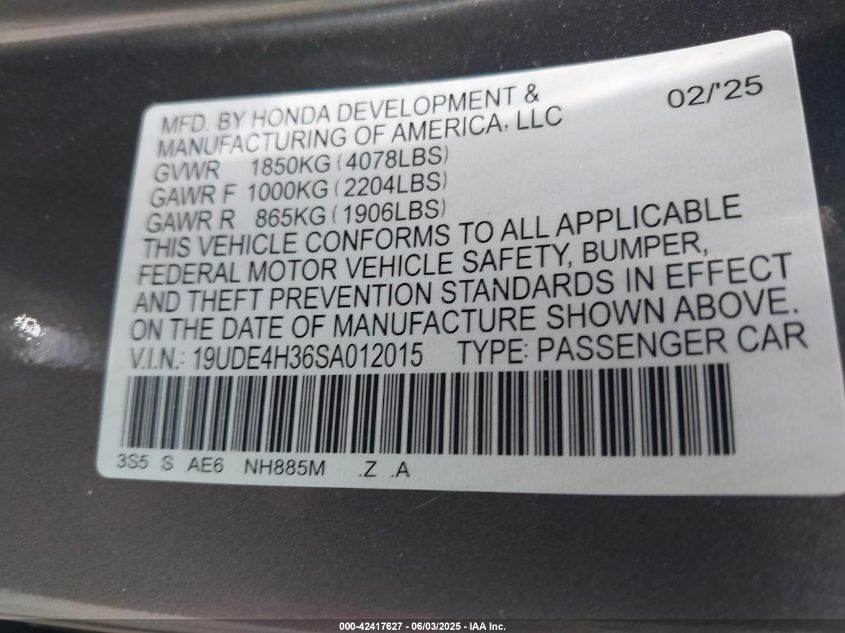 MFD. BY HONDA DEVELOPMENT & 02/'25
MANUFACTURING OF AMERICA, LLC
GVWR 1850KG (4078LBS)
GAWR F 1000KG (2204LBS)
GAWR R 865KG (1906LBS)
THIS VEHICLE CONFORMS TO ALL APPLICABLE
FEDERAL MOTOR VEHICLE SAFETY, BUMPER,
AND THEFT PREVENTION STANDARDS IN EFFECT
ON THE DATE OF MANUFACTURE SHOWN ABOVE.
V.I.N.: 19UDE4H36SA012015 TYPE: PASSENGER CAR
3S5 S AE6 NH885M .Z .A
000-42417627 - 06/03/2025 - IAA Inc.